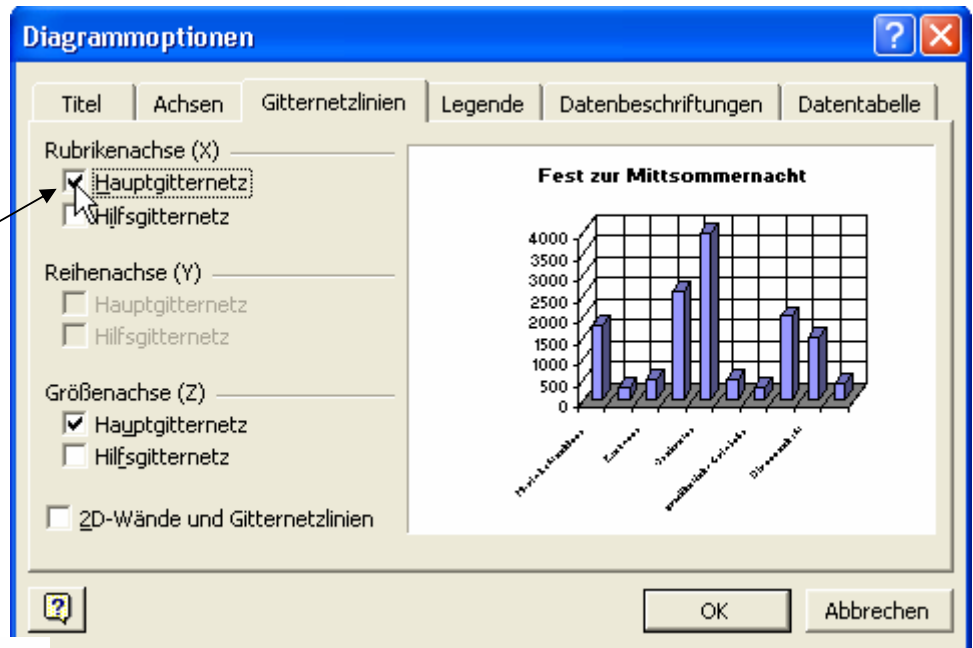 Diagrammoptionen
Titel Achsen Gitternetzlinien Legende Datenbeschriftungen Datentabelle
Rubrikenachse (X)
Hauptgitternetz
Hilfsgitternetz
Reihenachse (Y)
Hauptgitternetz
Hilfsgitternetz
Größenachse (Z)
Hauptgitternetz
Hilfsgitternetz
2D-Wände und Gitternetzlinien
Fest zur Mittsommernacht
4000
3500
3000
2500
2000
1500
1000
500
0
OK Abbrechen